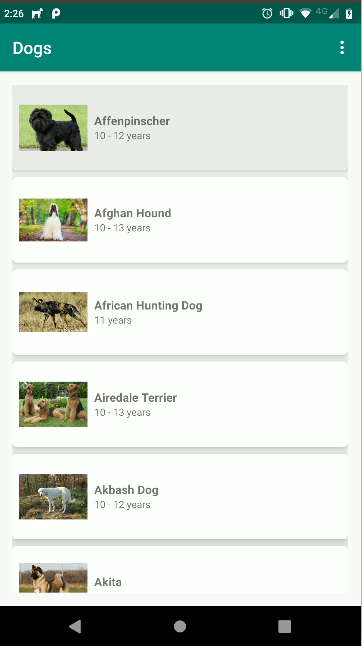 2:26
4G
Dogs
Affenpinscher
10 - 12 years
Afghan Hound
10 - 13 years
African Hunting Dog
11 years
Airedale Terrier
10 - 13 years
Akbash Dog
10 - 12 years
Akita